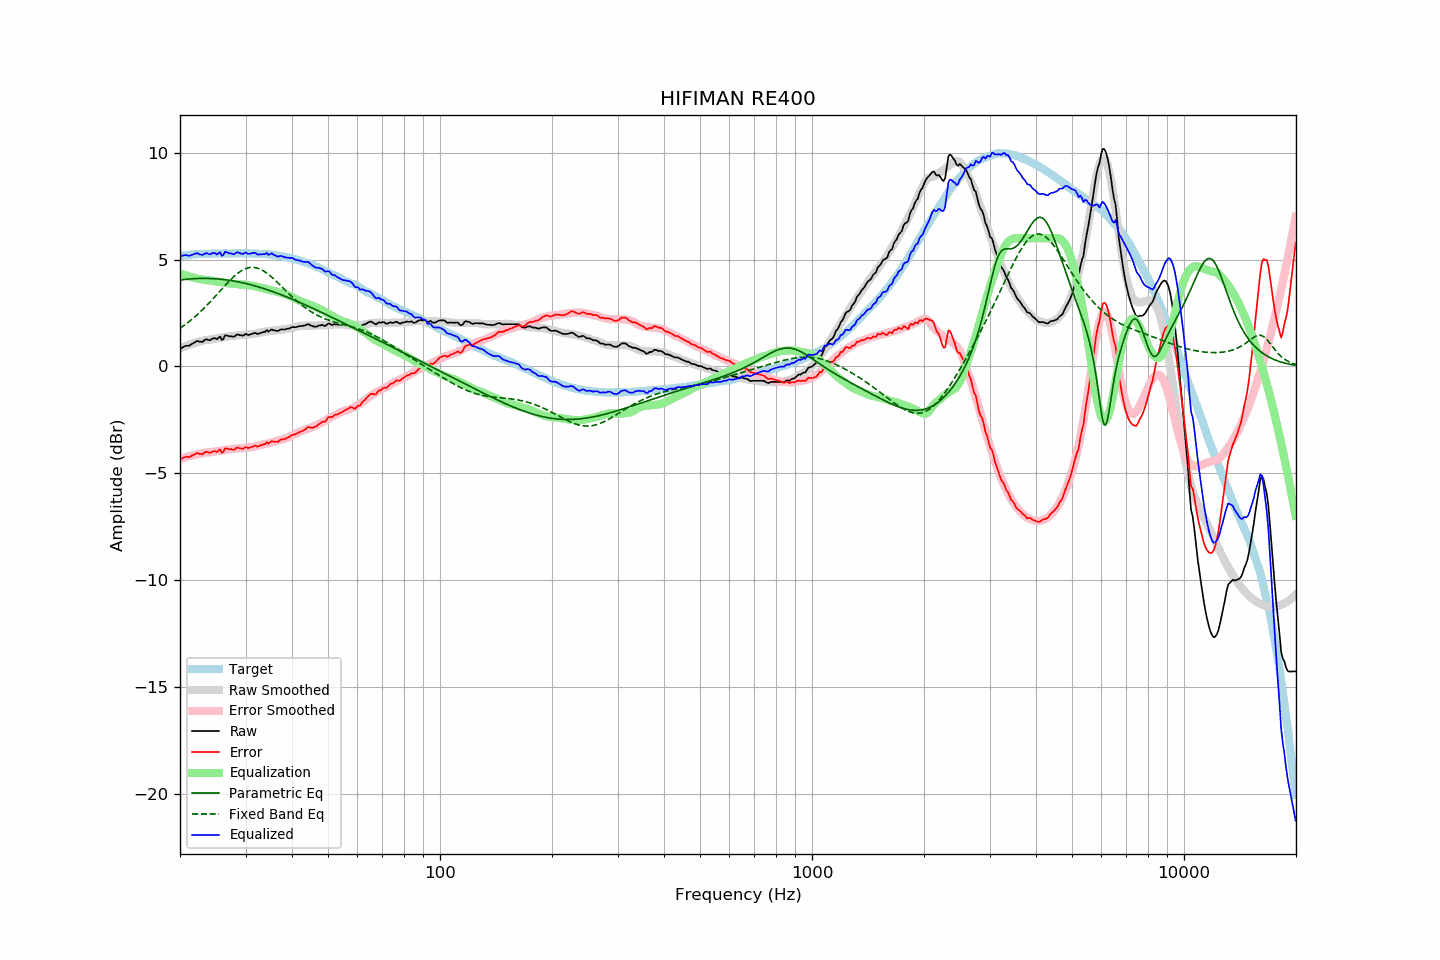 HIFIMAN RE400
10
5
0
−5
−10
−15
−20
Amplitude (dBr)
Target
Raw Smoothed
Error Smoothed
Raw
Error
Equalization
Parametric Eq
Fixed Band Eq
Equalized
100
1000
10000
Frequency (Hz)